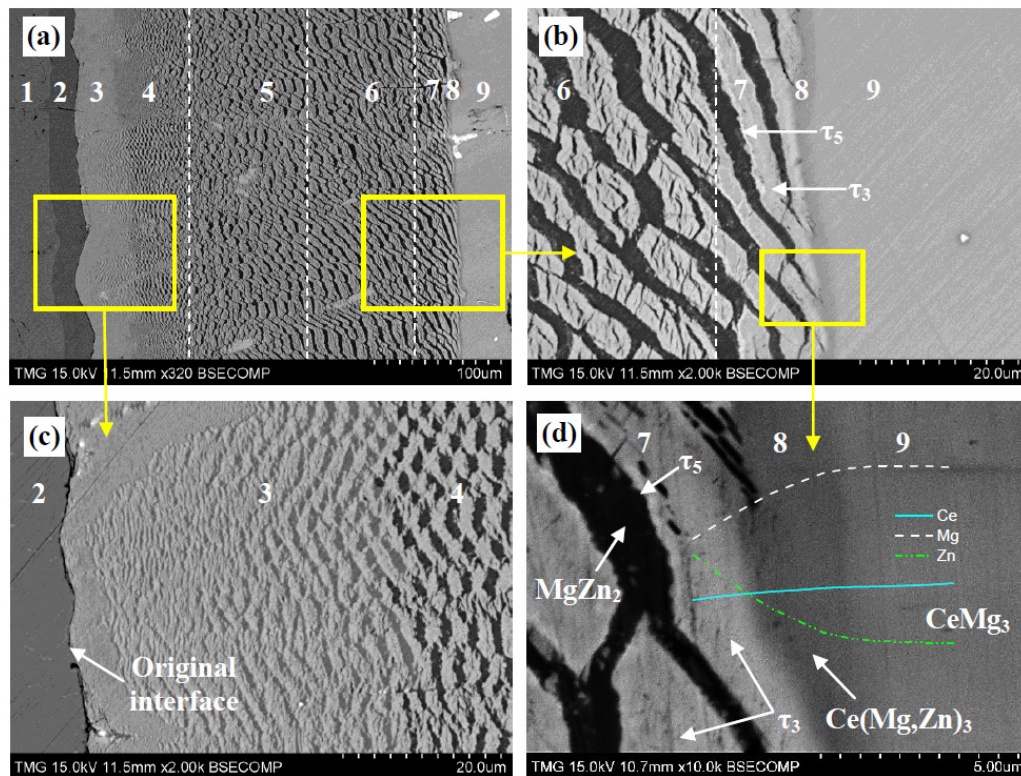 (a)
1 2 3 4 5 6 7 8 9
TMG 15.0kV 11.5mm x320 BSECOMP 100um
(b)
6 7 8 9
τ5
τ3
TMG 15.0kV 11.5mm x2.00k BSECOMP 20.0um
(c)
2 3 4
Original
interface
TMG 15.0kV 11.5mm x2.00k BSECOMP 20.0um
(d)
7 8 9
τ5
Ce
Mg
Zn
MgZn2
CeMg3
τ3
Ce(Mg,Zn)3
TMG 15.0kV 10.7mm x10.0k BSECOMP 5.00um